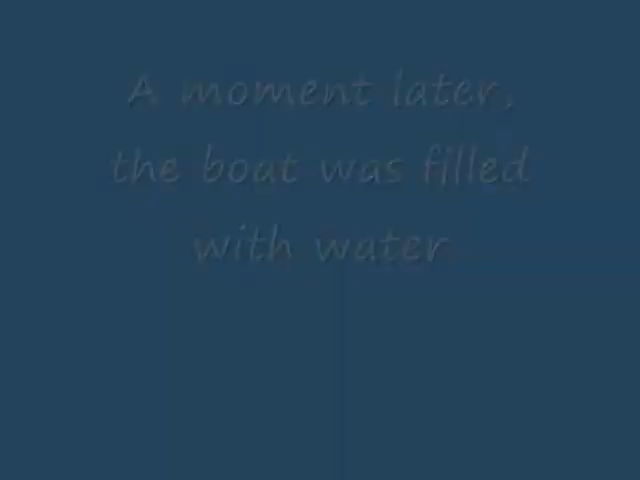 A moment later,
the boat was filled
with water